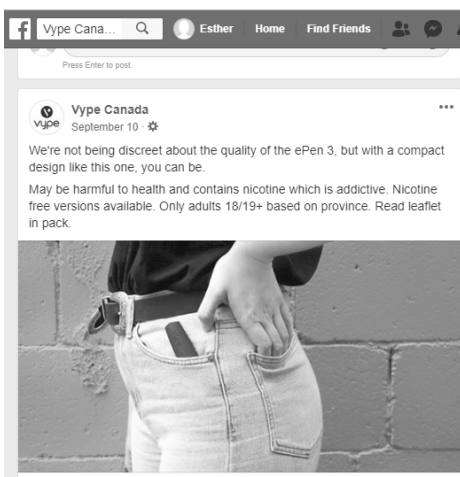 f Vype Cana... Esther Home Find Friends
Press Enter to post.
vype Vype Canada
September 10 ·
We're not being discreet about the quality of the ePen 3, but with a compact
design like this one, you can be.
May be harmful to health and contains nicotine which is addictive. Nicotine
free versions available. Only adults 18/19+ based on province. Read leaflet
in pack.